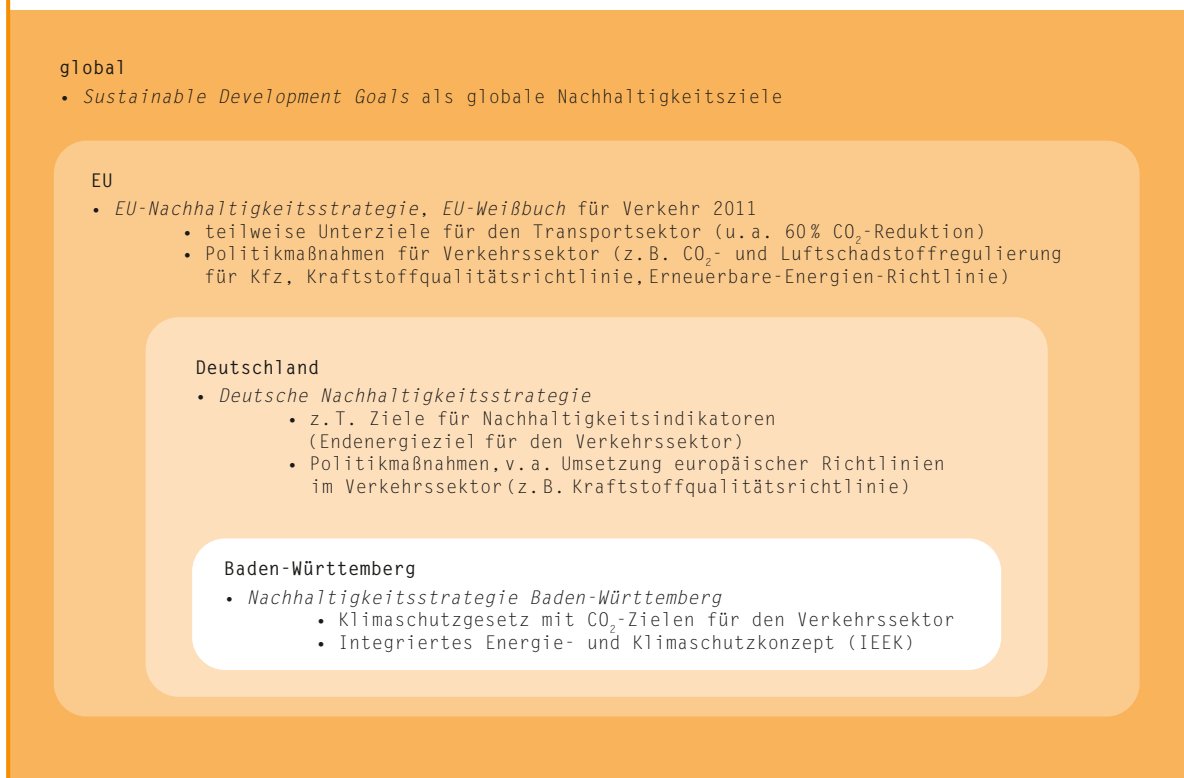 global
• Sustainable Development Goals als globale Nachhaltigkeitsziele
EU
• EU-Nachhaltigkeitsstrategie, EU-Weißbuch für Verkehr 2011
• teilweise Unterziele für den Transportsektor (u. a. 60 % CO₂-Reduktion)
• Politikmaßnahmen für Verkehrssektor (z. B. CO₂- und Luftschadstoffregulierung
für Kfz, Kraftstoffqualitätsrichtlinie, Erneuerbare-Energien-Richtlinie)
Deutschland
• Deutsche Nachhaltigkeitsstrategie
• z. T. Ziele für Nachhaltigkeitsindikatoren
(Endenergieziel für den Verkehrssektor)
• Politikmaßnahmen, v. a. Umsetzung europäischer Richtlinien
im Verkehrssektor (z. B. Kraftstoffqualitätsrichtlinie)
Baden-Württemberg
• Nachhaltigkeitsstrategie Baden-Württemberg
• Klimaschutzgesetz mit CO₂-Zielen für den Verkehrssektor
• Integriertes Energie- und Klimaschutzkonzept (IEEK)